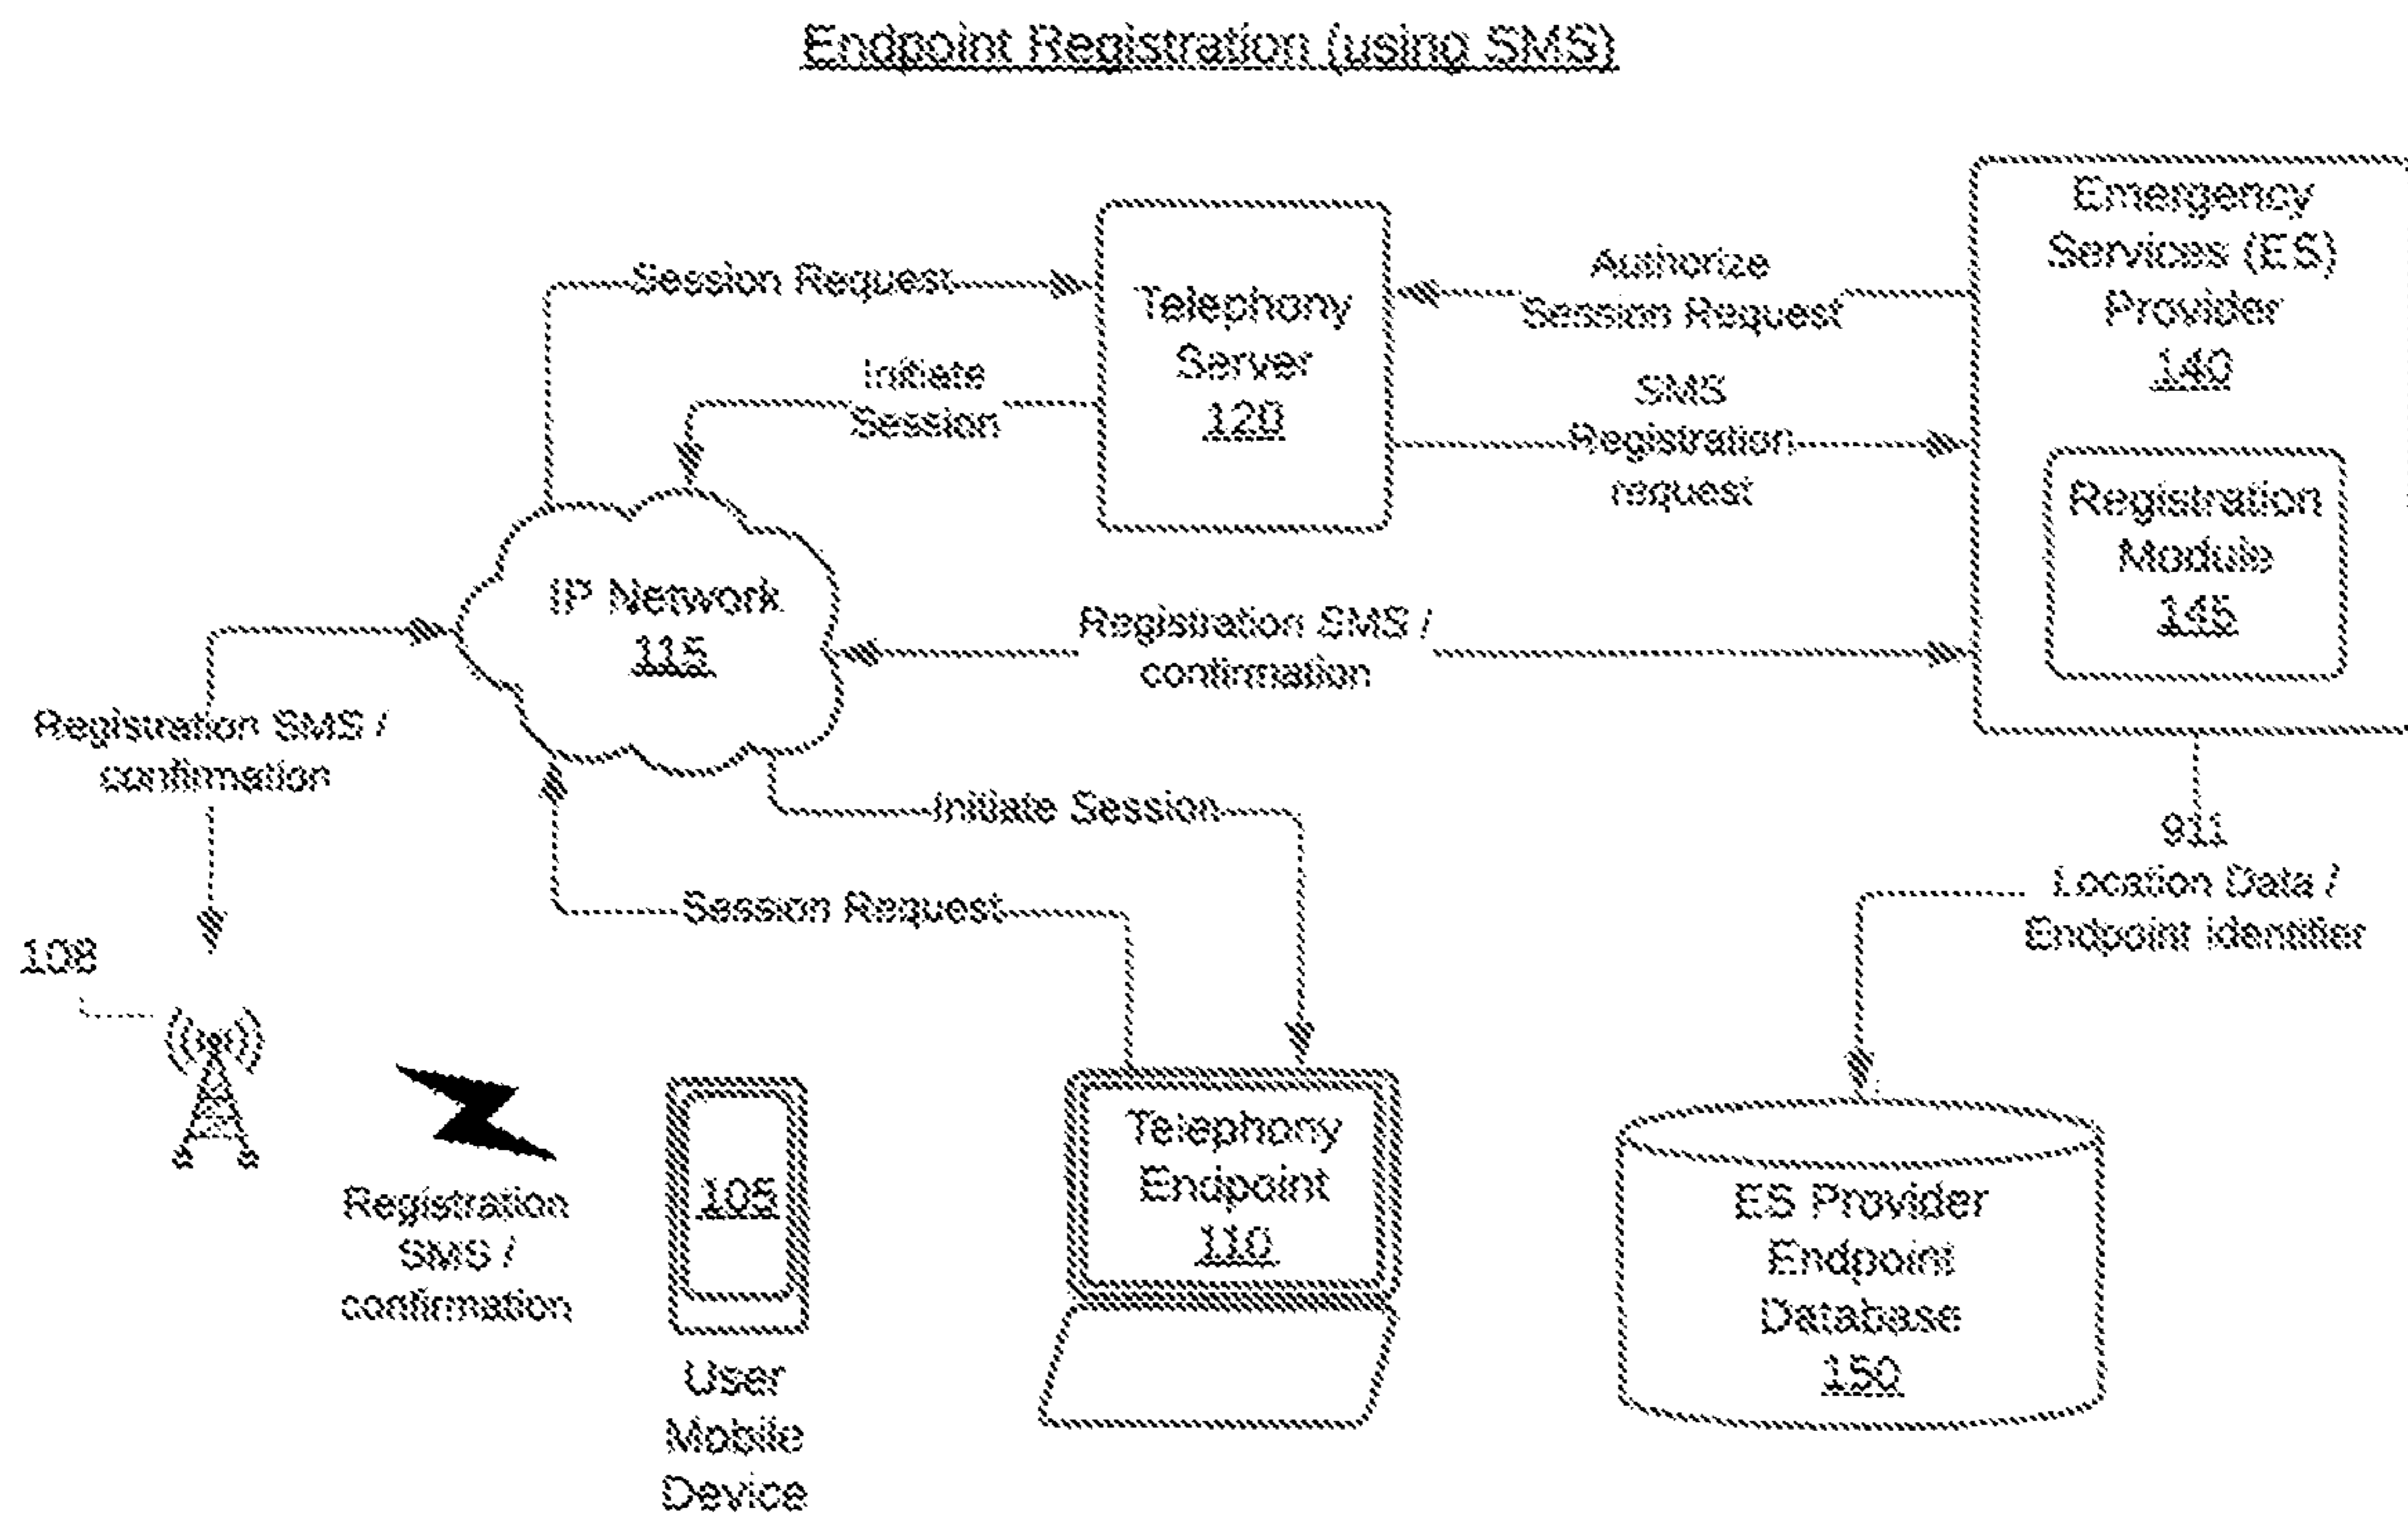 Endpoint Registration (using SMS)
Emergency
Services (ES)
Provider
140
Registration
Module
145
Session Request
Telephony
Server
120
Authorize
Session Request
Initiate
Session
SMS
Registration
request
IP Network
115
Registration SMS /
confirmation
Registration SMS /
confirmation
Initiate Session
Session Request
911
Location Data /
Endpoint identifier
108
Registration
SMS /
confirmation
105
User
Mobile
Device
Telephony
Endpoint
110
ES Provider
Endpoint
Database
150